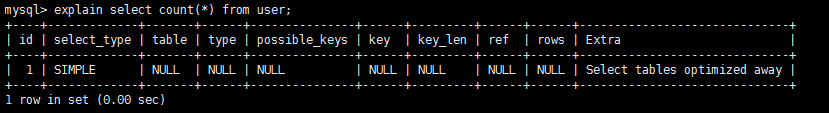 mysql> explain select count(*) from user;
+----+-------------+-------+------+---------------+------+---------+------+------+------------------------------+
| id | select_type | table | type | possible_keys | key  | key_len | ref  | rows | Extra                        |
+----+-------------+-------+------+---------------+------+---------+------+------+------------------------------+
|  1 | SIMPLE      | NULL  | NULL | NULL          | NULL | NULL    | NULL | NULL | Select tables optimized away |
+----+-------------+-------+------+---------------+------+---------+------+------+------------------------------+
1 row in set (0.00 sec)